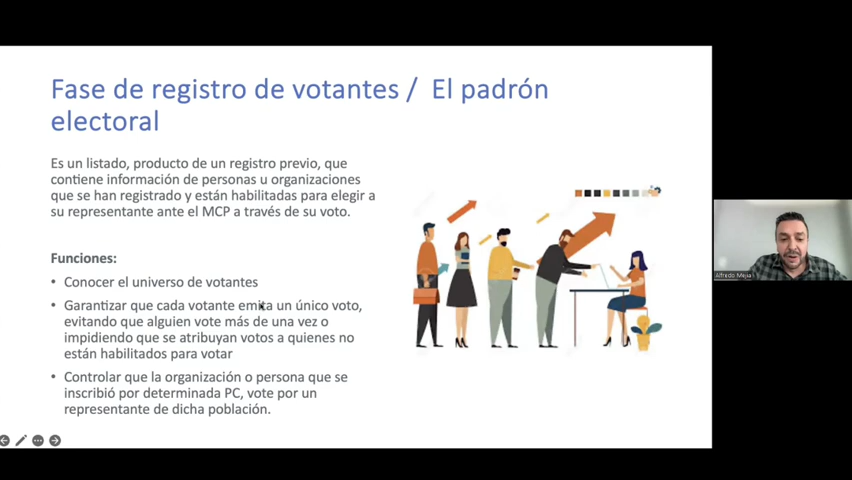 Fase de registro de votantes / El padrón
electoral
Es un listado, producto de un registro previo, que
contiene información de personas u organizaciones
que se han registrado y están habilitadas para elegir a
su representante ante el MCP a través de su voto.
Funciones:
• Conocer el universo de votantes
• Garantizar que cada votante emita un único voto,
evitando que alguien vote más de una vez o
impidiendo que se atribuyan votos a quienes no
están habilitados para votar
• Controlar que la organización o persona que se
inscribió por determinada PC, vote por un
representante de dicha población.
Alfredo Mejia